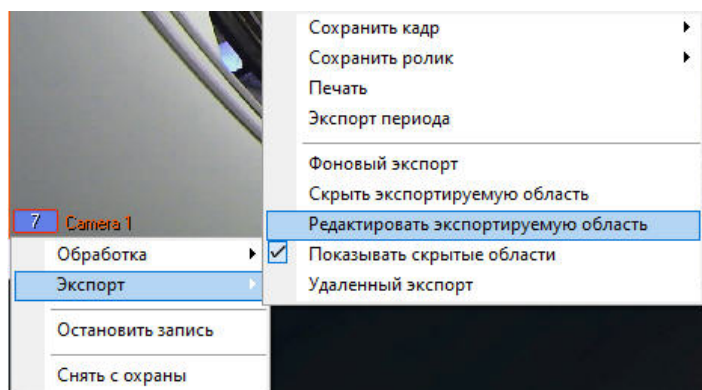 Сохранить кадр
Сохранить ролик
Печать
Экспорт периода
Фоновый экспорт
Скрыть экспортируемую область
Редактировать экспортируемую область
Показывать скрытые области
Удаленный экспорт
7 Camera 1
Обработка
Экспорт
Остановить запись
Снять с охраны